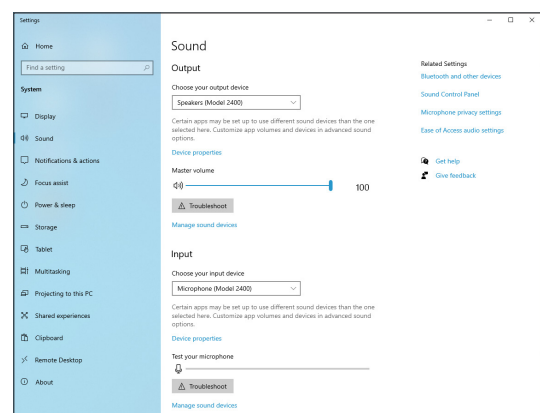 Settings
Home
Find a setting
System
Display
Sound
Notifications & actions
Focus assist
Power & sleep
Storage
Tablet
Multitasking
Projecting to this PC
Shared experiences
Clipboard
Remote Desktop
About
Sound
Output
Choose your output device
Speakers (Model 2400)
Certain apps may be set up to use different sound devices than the one
selected here. Customize app volumes and devices in advanced sound
options.
Device properties
Master volume
100
Troubleshoot
Manage sound devices
Input
Choose your input device
Microphone (Model 2400)
Certain apps may be set up to use different sound devices than the one
selected here. Customize app volumes and devices in advanced sound
options.
Device properties
Test your microphone
Troubleshoot
Manage sound devices
Related Settings
Bluetooth and other devices
Sound Control Panel
Microphone privacy settings
Ease of Access audio settings
Get help
Give feedback